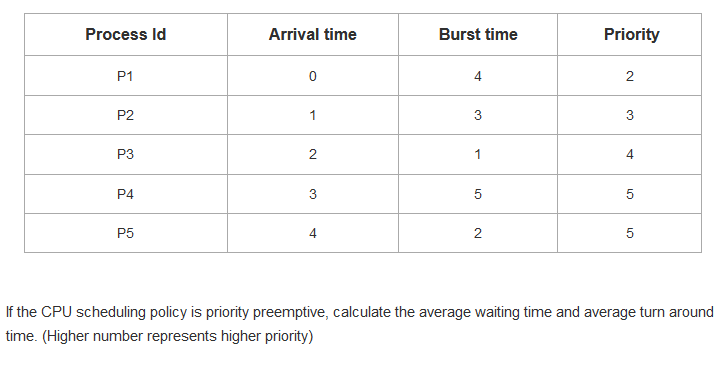 Process Id Arrival time Burst time Priority
P1 0 4 2
P2 1 3 3
P3 2 1 4
P4 3 5 5
P5 4 2 5
If the CPU scheduling policy is priority preemptive, calculate the average waiting time and average turn around
time. (Higher number represents higher priority)